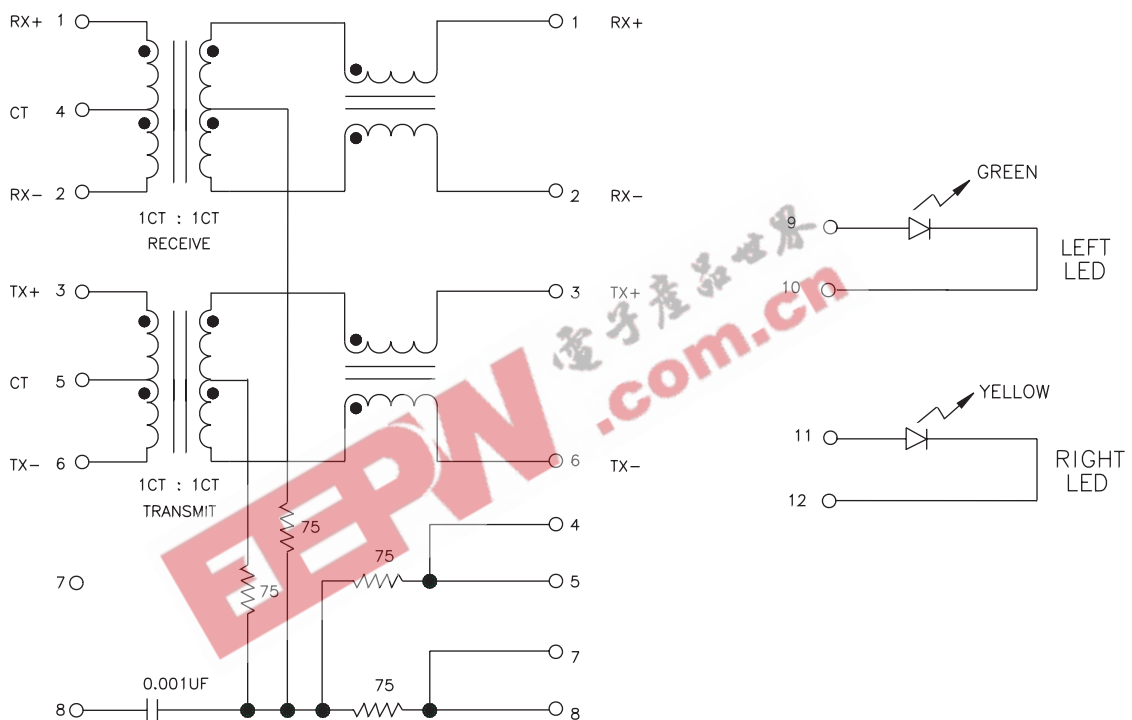 RX+ 1
1 RX+
CT 4
RX- 2
2 RX-
1CT : 1CT
RECEIVE
TX+ 3
3 TX+
CT 5
TX- 6
6 TX-
1CT : 1CT
TRANSMIT
75
75
4
75
5
7
7
0.001UF
75
8
8
GREEN
9
10
LEFT
LED
YELLOW
11
12
RIGHT
LED
EEPW
電子產品世界
.com.cn